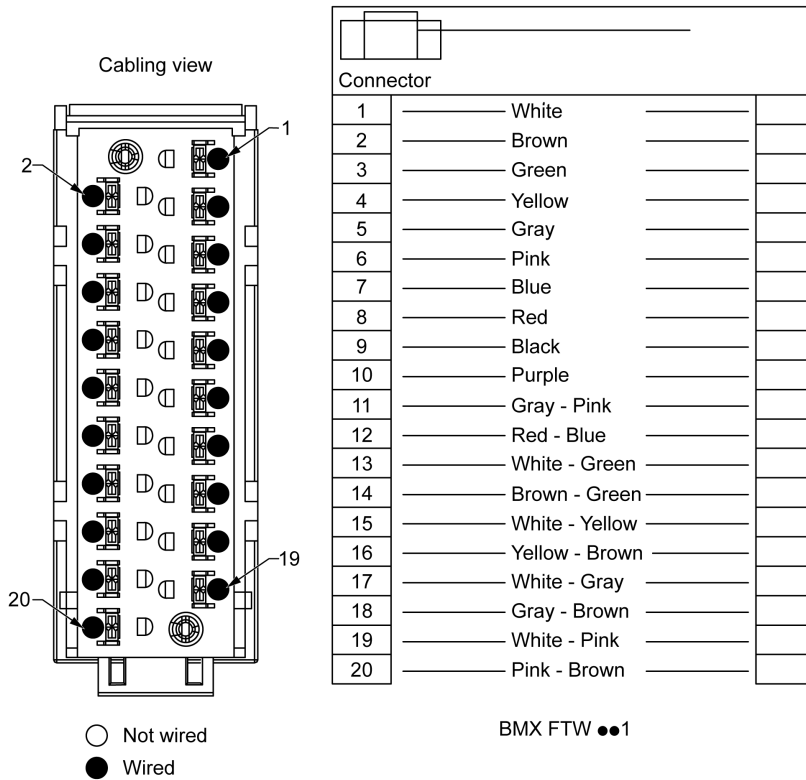 Cabling view
1
2
19
20
Not wired
Wired
Connector
1 White
2 Brown
3 Green
4 Yellow
5 Gray
6 Pink
7 Blue
8 Red
9 Black
10 Purple
11 Gray - Pink
12 Red - Blue
13 White - Green
14 Brown - Green
15 White - Yellow
16 Yellow - Brown
17 White - Gray
18 Gray - Brown
19 White - Pink
20 Pink - Brown
BMX FTW ●●1